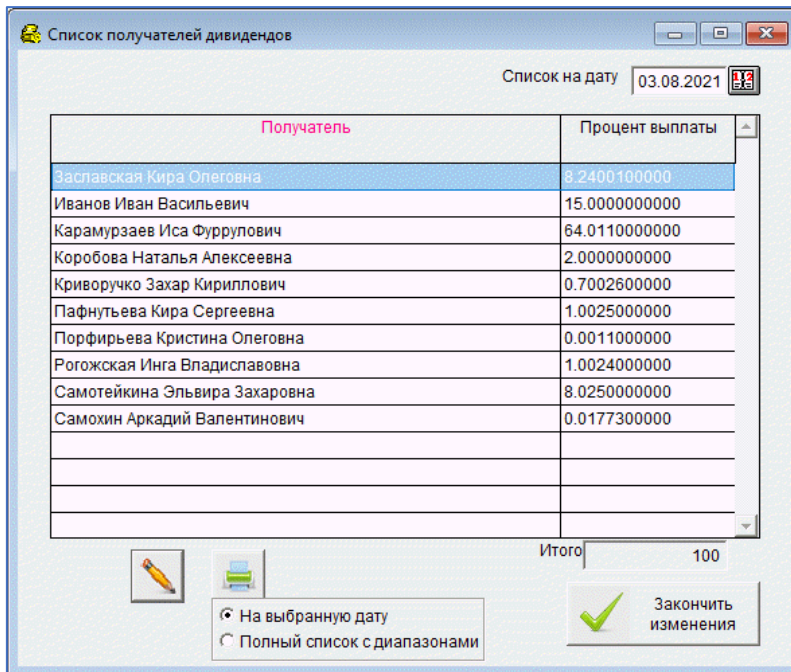 Список получателей дивидендов
Список на дату 03.08.2021
Получатель Процент выплаты
Заславская Кира Олеговна 8.2400100000
Иванов Иван Васильевич 15.0000000000
Карамурзаев Иса Фуррулович 64.0110000000
Коробова Наталья Алексеевна 2.0000000000
Криворучко Захар Кириллович 0.7002600000
Пафнутьева Кира Сергеевна 1.0025000000
Порфирьева Кристина Олеговна 0.0011000000
Рогожская Инга Владиславовна 1.0024000000
Самотейкина Эльвира Захаровна 8.0250000000
Самохин Аркадий Валентинович 0.0177300000
Итого 100
На выбранную дату
Полный список с диапазонами
Закончить
изменения